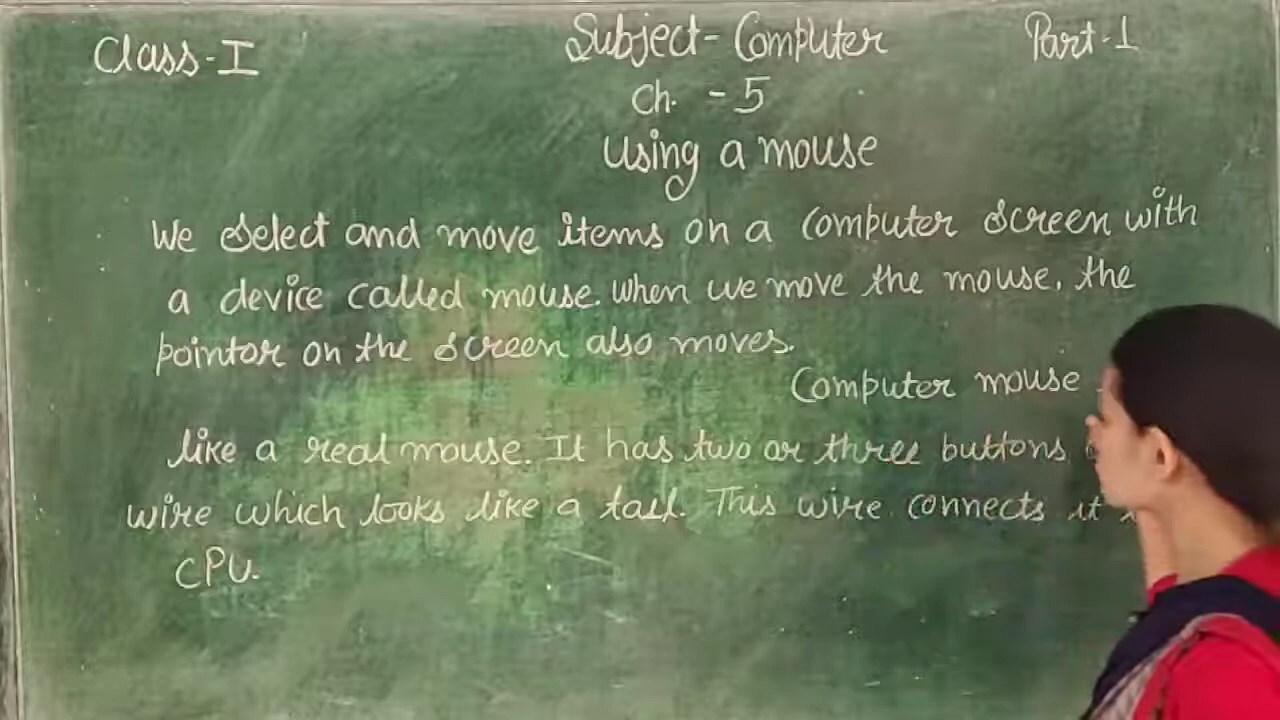 Class-I Subject-Computer Part-1
Ch. - 5
Using a mouse
We select and move items on a computer screen with
a device called mouse. When we move the mouse, the
pointor on the screen also moves.
Computer mouse
like a real mouse. It has two or three buttons
wire which looks like a tail. This wire connects it
CPU.